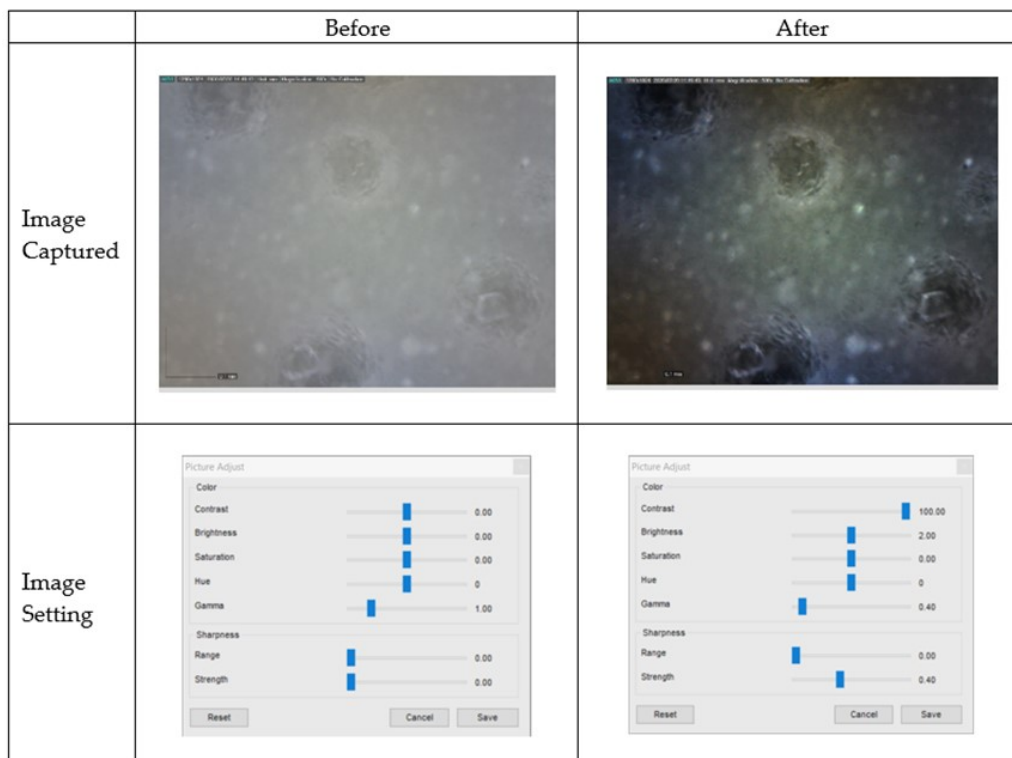 Before
After
Image
Captured
Image
Setting
Picture Adjust
Color
Contrast
0.00
Brightness
0.00
Saturation
0.00
Hue
0
Gamma
1.00
Sharpness
Range
0.00
Strength
0.00
Reset
Cancel
Save
Picture Adjust
Color
Contrast
100.00
Brightness
2.00
Saturation
0.00
Hue
0
Gamma
0.40
Sharpness
Range
0.00
Strength
0.40
Reset
Cancel
Save